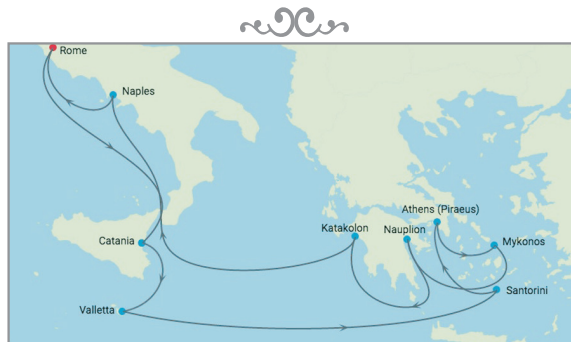 Rome
Naples
Athens (Piraeus)
Katakolon
Nauplion
Catania
Mykonos
Santorini
Valletta